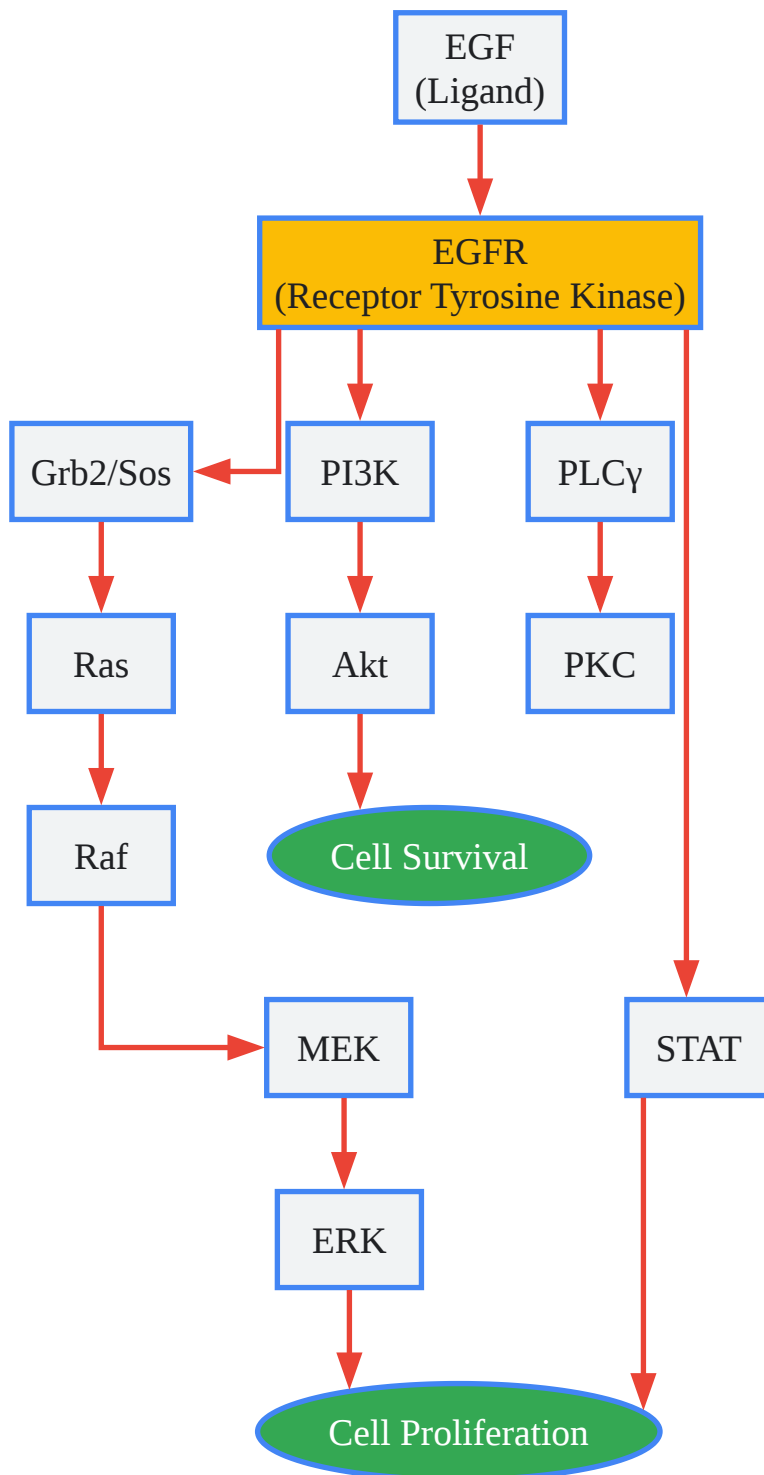 EGF
(Ligand)
EGFR
(Receptor Tyrosine Kinase)
Grb2/Sos
PI3K
PLCγ
Ras
Akt
PKC
Raf
Cell Survival
MEK
STAT
ERK
Cell Proliferation